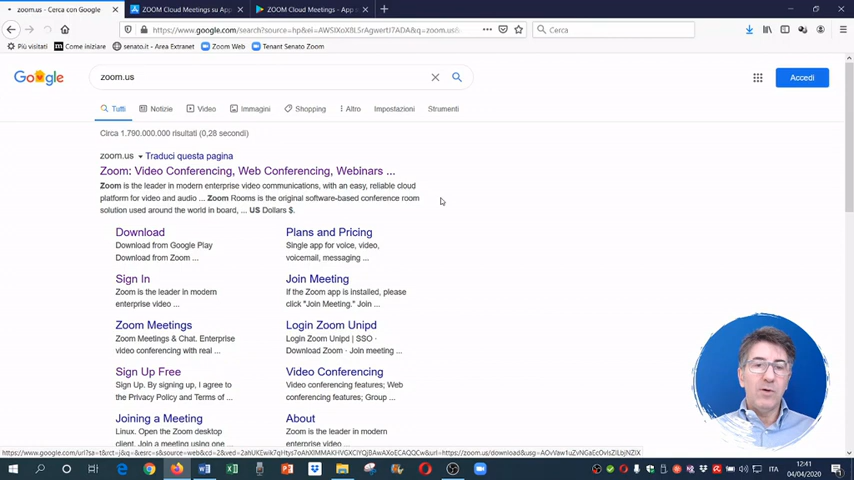 zoom.us - Cerca con Google
ZOOM Cloud Meetings su App
ZOOM Cloud Meetings - App s
https://www.google.com/search?source=hp&ei=
Cerca
Più visitati
Come iniziare
senato.it - Area Extranet
Zoom Web
Tenant Senato Zoom
Google
zoom.us
Accedi
Tutti
Notizie
Video
Immagini
Shopping
Altro
Impostazioni
Strumenti
Circa 1.790.000.000 risultati (0,28 secondi)
zoom.us Traduci questa pagina
Zoom: Video Conferencing, Web Conferencing, Webinars ...
Zoom is the leader in modern enterprise video communications, with an easy, reliable cloud
platform for video and audio ... Zoom Rooms is the original software-based conference room
solution used around the world in board, ... US Dollars $.
Download
Download from Google Play
Download from Zoom ...
Plans and Pricing
Single app for voice, video,
voicemail, messaging ...
Sign In
Zoom is the leader in modern
enterprise video ...
Join Meeting
If the Zoom app is installed, please
click "Join Meeting." Join ...
Zoom Meetings
Zoom Meetings & Chat. Enterprise
video conferencing with real ...
Login Zoom Unipd
Login Zoom Unipd | SSO ·
Download Zoom · Join meeting ...
Sign Up Free
Sign Up. By signing up, I agree to
the Privacy Policy and Terms of ...
Video Conferencing
Video conferencing features; Web
conferencing features; Group ...
Joining a Meeting
Linux. Open the Zoom desktop
client. Join a meeting using one
About
Zoom is the leader in modern
enterprise video
ITA
12:41
04/04/2020